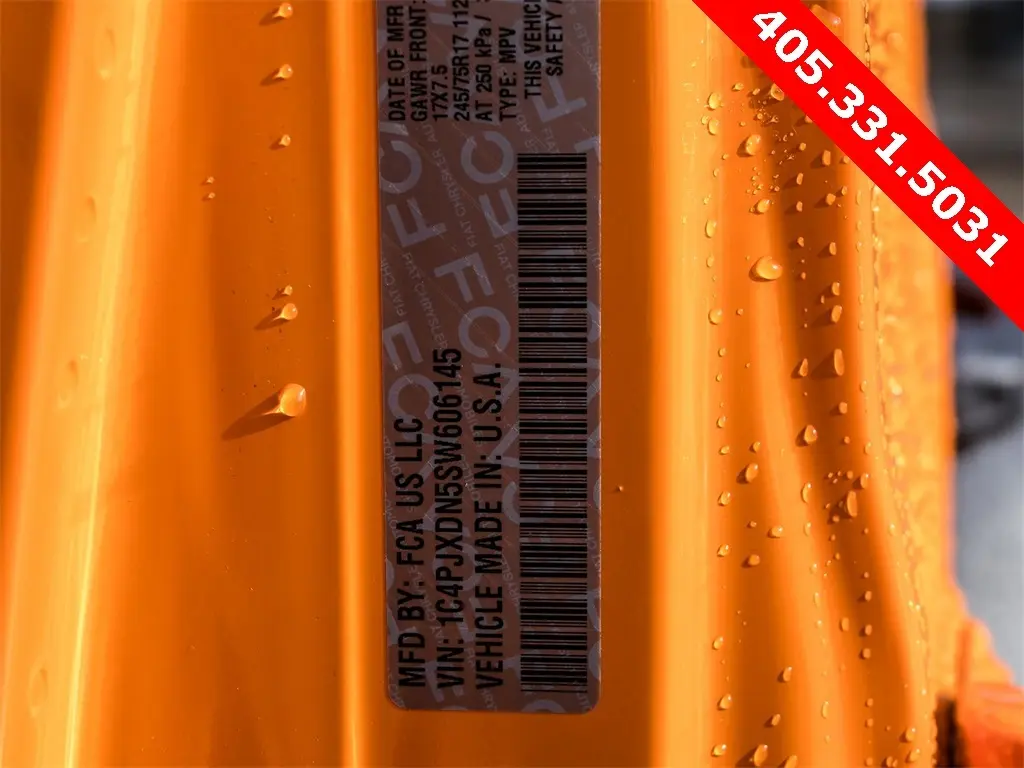 405.331.5031
MFD BY: FCA US LLC
DATE OF MFR
VIN: 1C4PJXDN5SW606145
GAWR FRONT:
17X7.5
VEHICLE MADE IN: U.S.A.
245/75R17 112
AT 250 kPa /
TYPE: MPV
THIS VEHIC
SAFETY